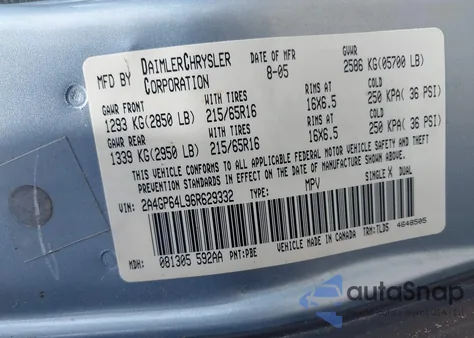 MFD BY DAIMLERCHRYSLER CORPORATION DATE OF MFR 8-05 GVWR 2586 KG(05700 LB)
GAWR FRONT WITH TIRES RIMS AT COLD
1293 KG(2850 LB) 215/65R16 16X6.5 250 KPA( 36 PSI)
GAWR REAR WITH TIRES RIMS AT COLD
1339 KG(2950 LB) 215/65R16 16X6.5 250 KPA( 36 PSI)
THIS VEHICLE CONFORMS TO ALL APPLICABLE FEDERAL MOTOR VEHICLE SAFETY, BUMPER, AND THEFT PREVENTION STANDARDS IN EFFECT ON THE DATE OF MANUFACTURE SHOWN ABOVE.
VIN: 2A4GP64L96R629332 TYPE: MPV SINGLE X DUAL
MDH: 081305 592AA PNT:PBE VEHICLE MADE IN CANADA TRM:TLDS 4648505
autoSnap